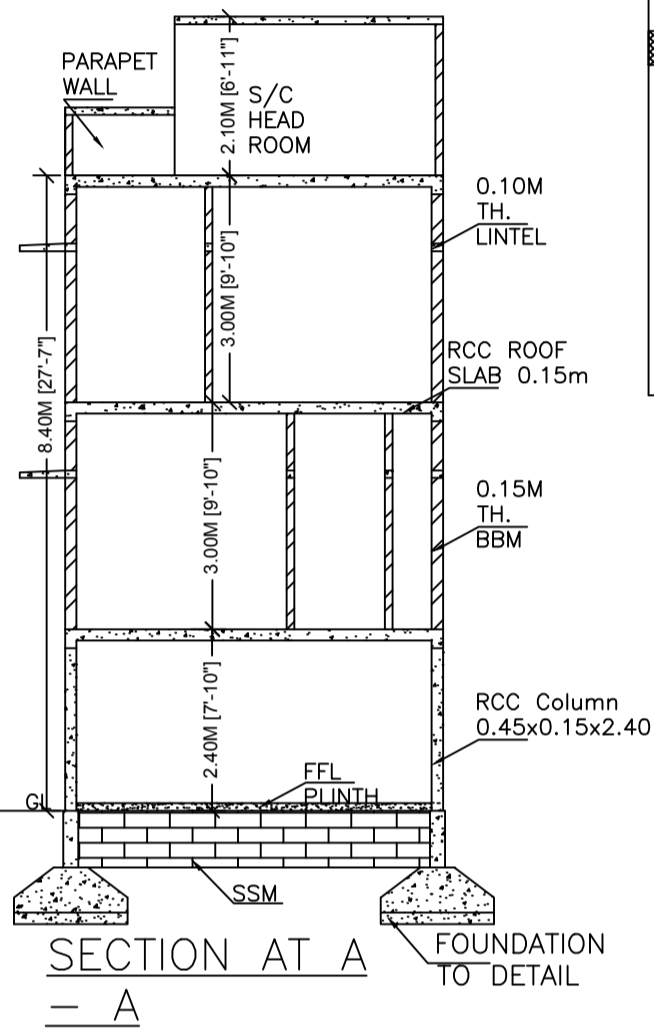 PARAPET
WALL
S/C
HEAD
ROOM
2.10M [6'-11"]
0.10M
TH.
LINTEL
3.00M [9'-10"]
8.40M [27'-7"]
RCC ROOF
SLAB 0.15m
0.15M
TH.
BBM
3.00M [9'-10"]
2.40M [7'-10"]
RCC Column
0.45x0.15x2.40
FFL
PLINTH
GL
SSM
FOUNDATION
TO DETAIL
SECTION AT A
- A